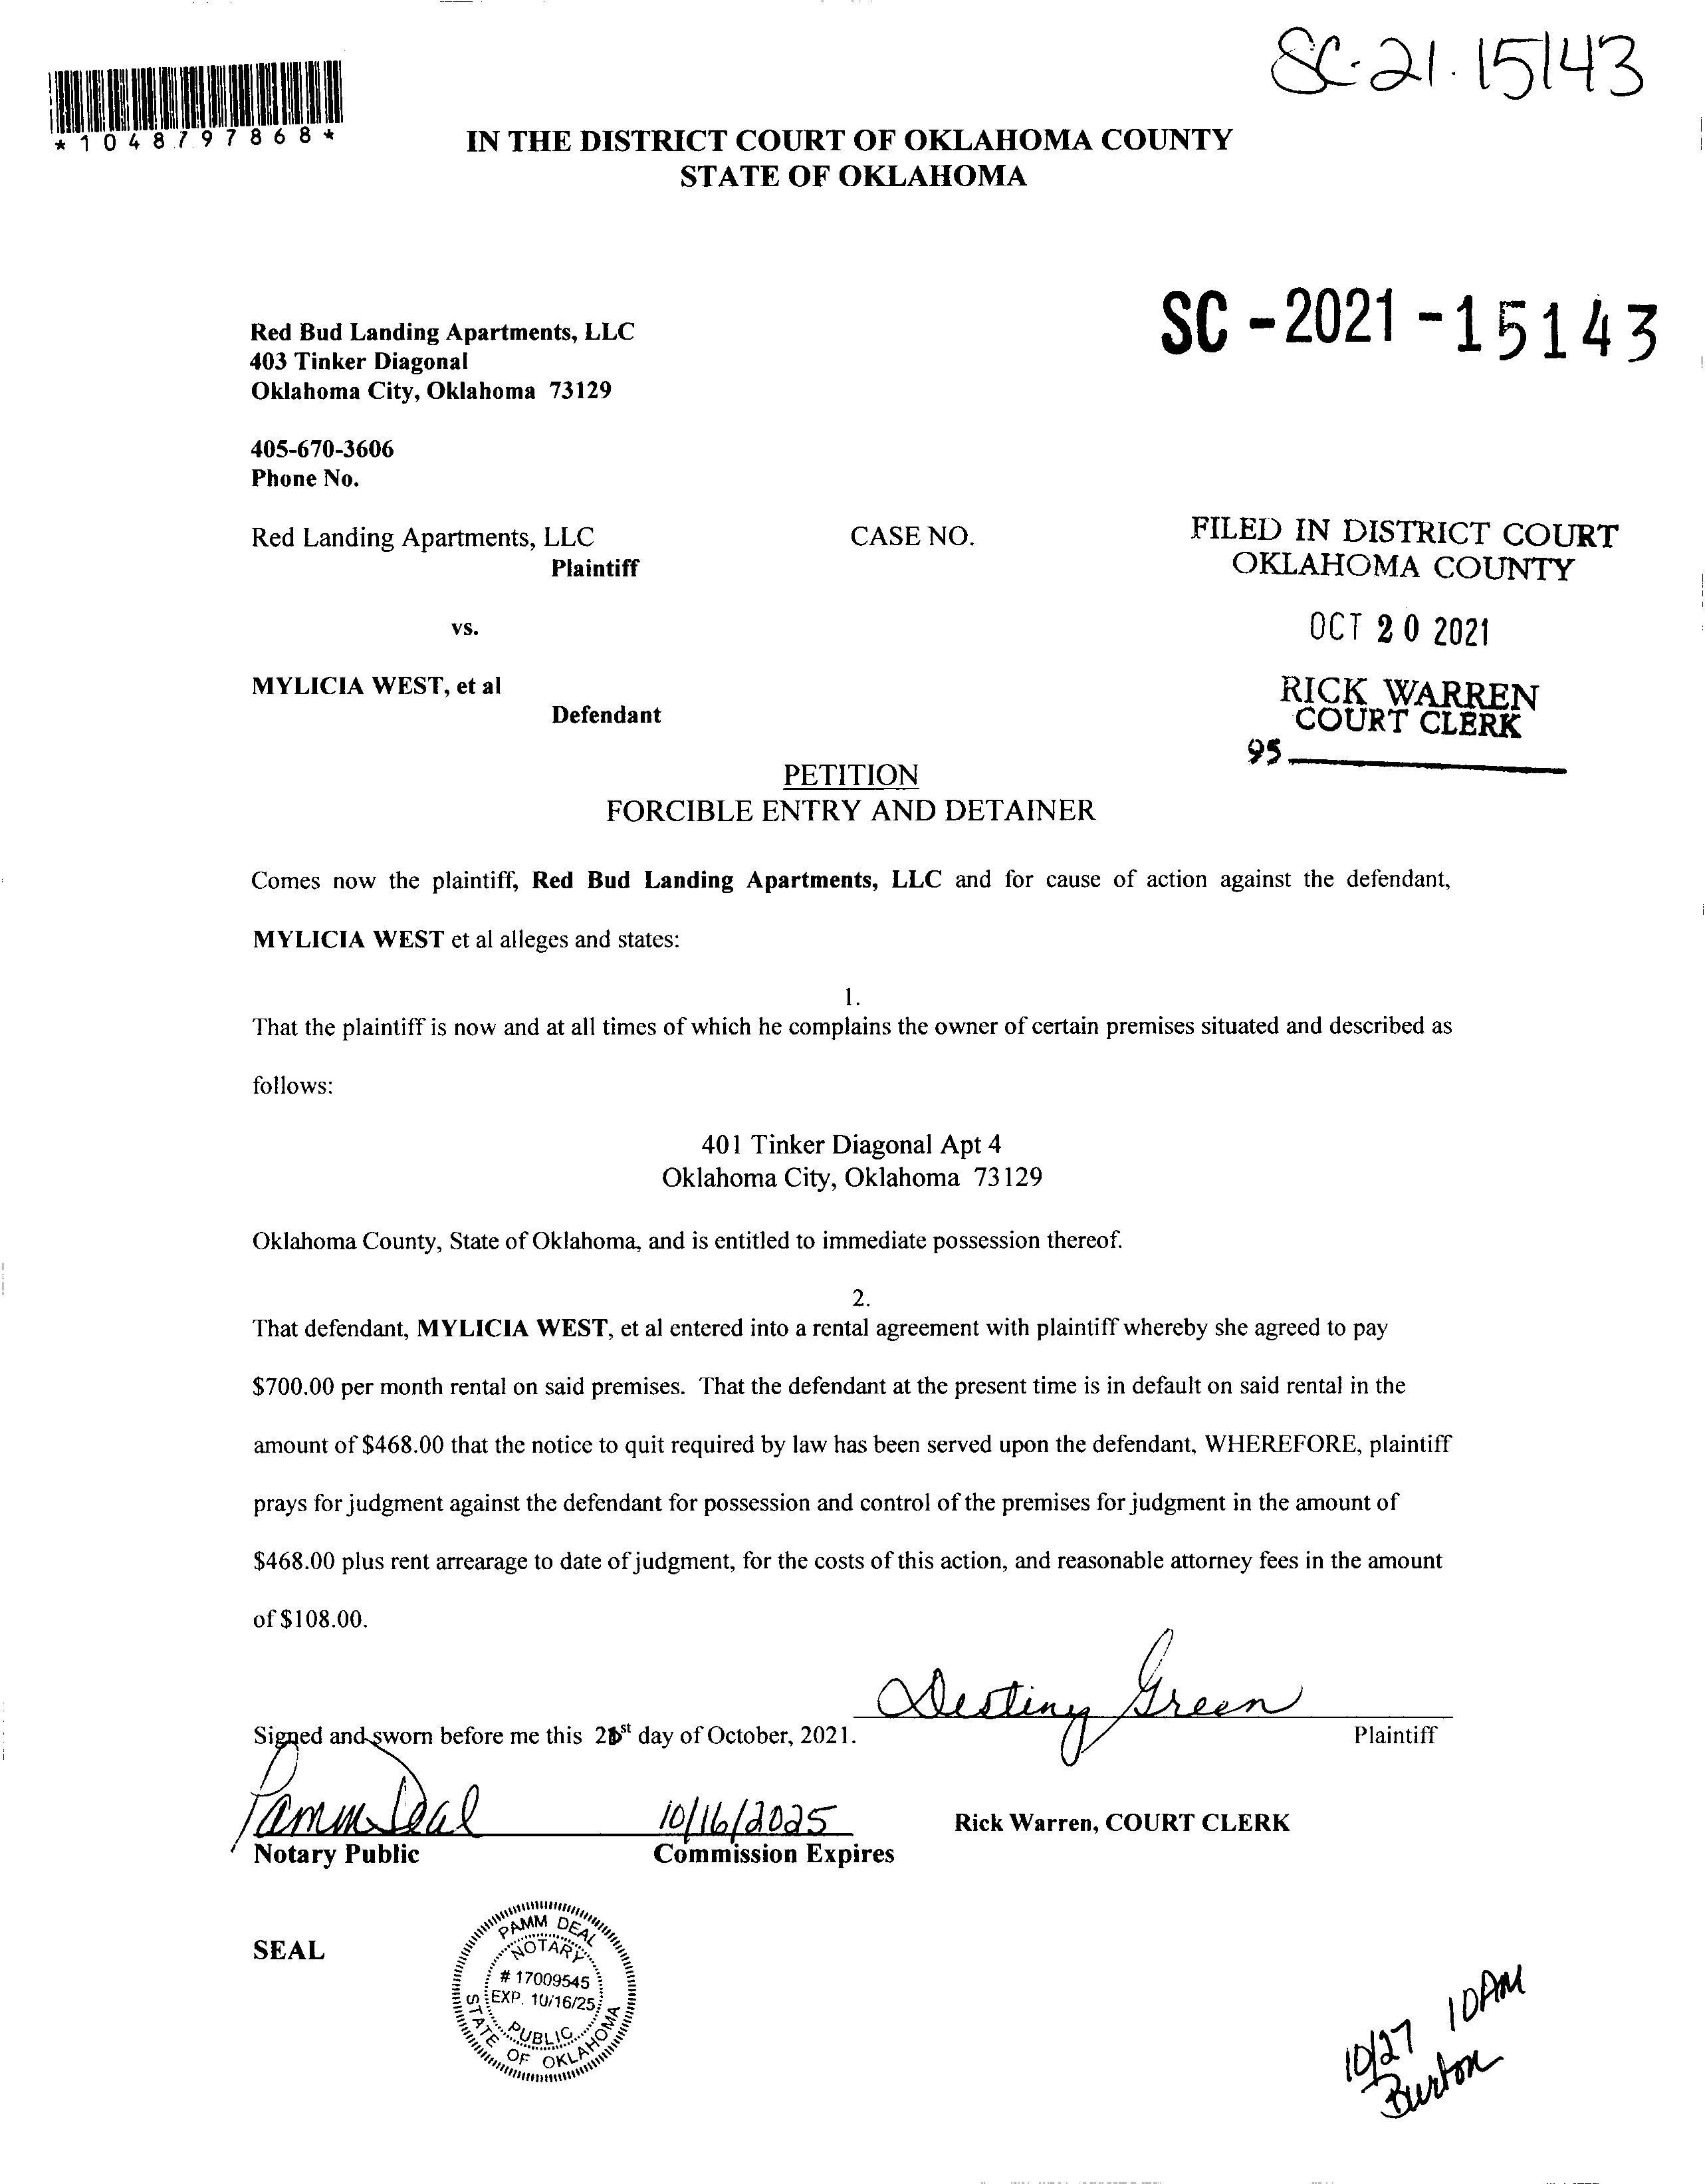 SC-21-15143
*1048797868*
IN THE DISTRICT COURT OF OKLAHOMA COUNTY
STATE OF OKLAHOMA
SC-2021-15143
Red Bud Landing Apartments, LLC
403 Tinker Diagonal
Oklahoma City, Oklahoma 73129
405-670-3606
Phone No.
Red Landing Apartments, LLC CASE NO.
Plaintiff
FILED IN DISTRICT COURT
OKLAHOMA COUNTY
vs.
OCT 20 2021
MYLICIA WEST, et al
Defendant
RICK WARREN
COURT CLERK
95
PETITION
FORCIBLE ENTRY AND DETAINER
Comes now the plaintiff, Red Bud Landing Apartments, LLC and for cause of action against the defendant,
MYLICIA WEST et al alleges and states:
1.
That the plaintiff is now and at all times of which he complains the owner of certain premises situated and described as
follows:
401 Tinker Diagonal Apt 4
Oklahoma City, Oklahoma 73129
Oklahoma County, State of Oklahoma, and is entitled to immediate possession thereof.
2.
That defendant, MYLICIA WEST, et al entered into a rental agreement with plaintiff whereby she agreed to pay
$700.00 per month rental on said premises. That the defendant at the present time is in default on said rental in the
amount of $468.00 that the notice to quit required by law has been served upon the defendant, WHEREFORE, plaintiff
prays for judgment against the defendant for possession and control of the premises for judgment in the amount of
$468.00 plus rent arrearage to date of judgment, for the costs of this action, and reasonable attorney fees in the amount
of $108.00.
Destiny Green
Signed and sworn before me this day of October, 2021.
Plaintiff
Pamm Deal 10/16/2025
Rick Warren, COURT CLERK
Notary Public Commission Expires
SEAL
PAMM DEAL
NOTARY
# 17009545
EXP. 10/16/25
PUBLIC
STATE OF OKLAHOMA
10/27 10AM
Burton